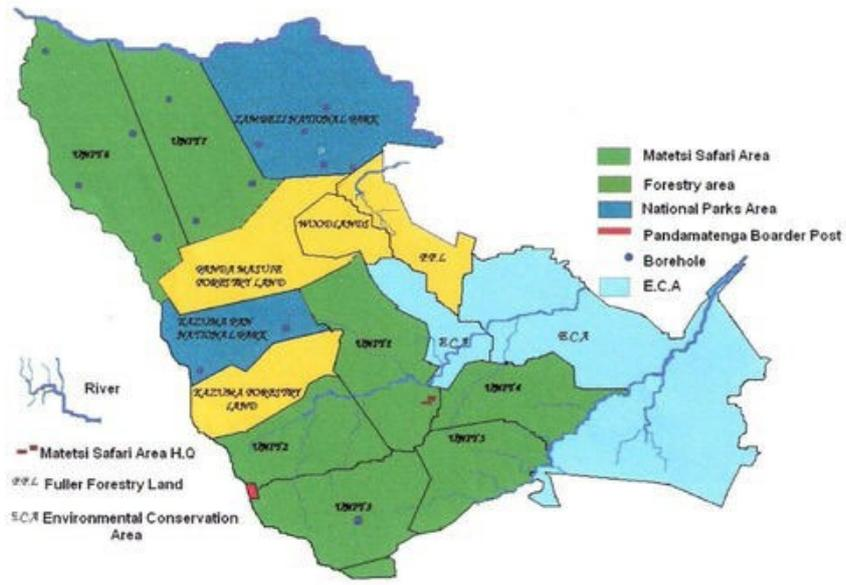 ZAMBEZI NATIONAL PARK
UNIT 6
UNIT 7
WOODLANDS
F.F.L
PANDA MASUIE
FORESTRY LAND
KAZUMA PAN
NATIONAL PARK
UNIT 1
E.C.A
E.C.A
KAZUMA FORESTRY
LAND
UNIT 4
UNIT 2
UNIT 5
UNIT 3
Matetsi Safari Area
Forestry area
National Parks Area
Pandamatenga Boarder Post
Borehole
E.C.A
River
Matetsi Safari Area H.Q
F.F.L Fuller Forestry Land
E.C.A Environmental Conservation
Area